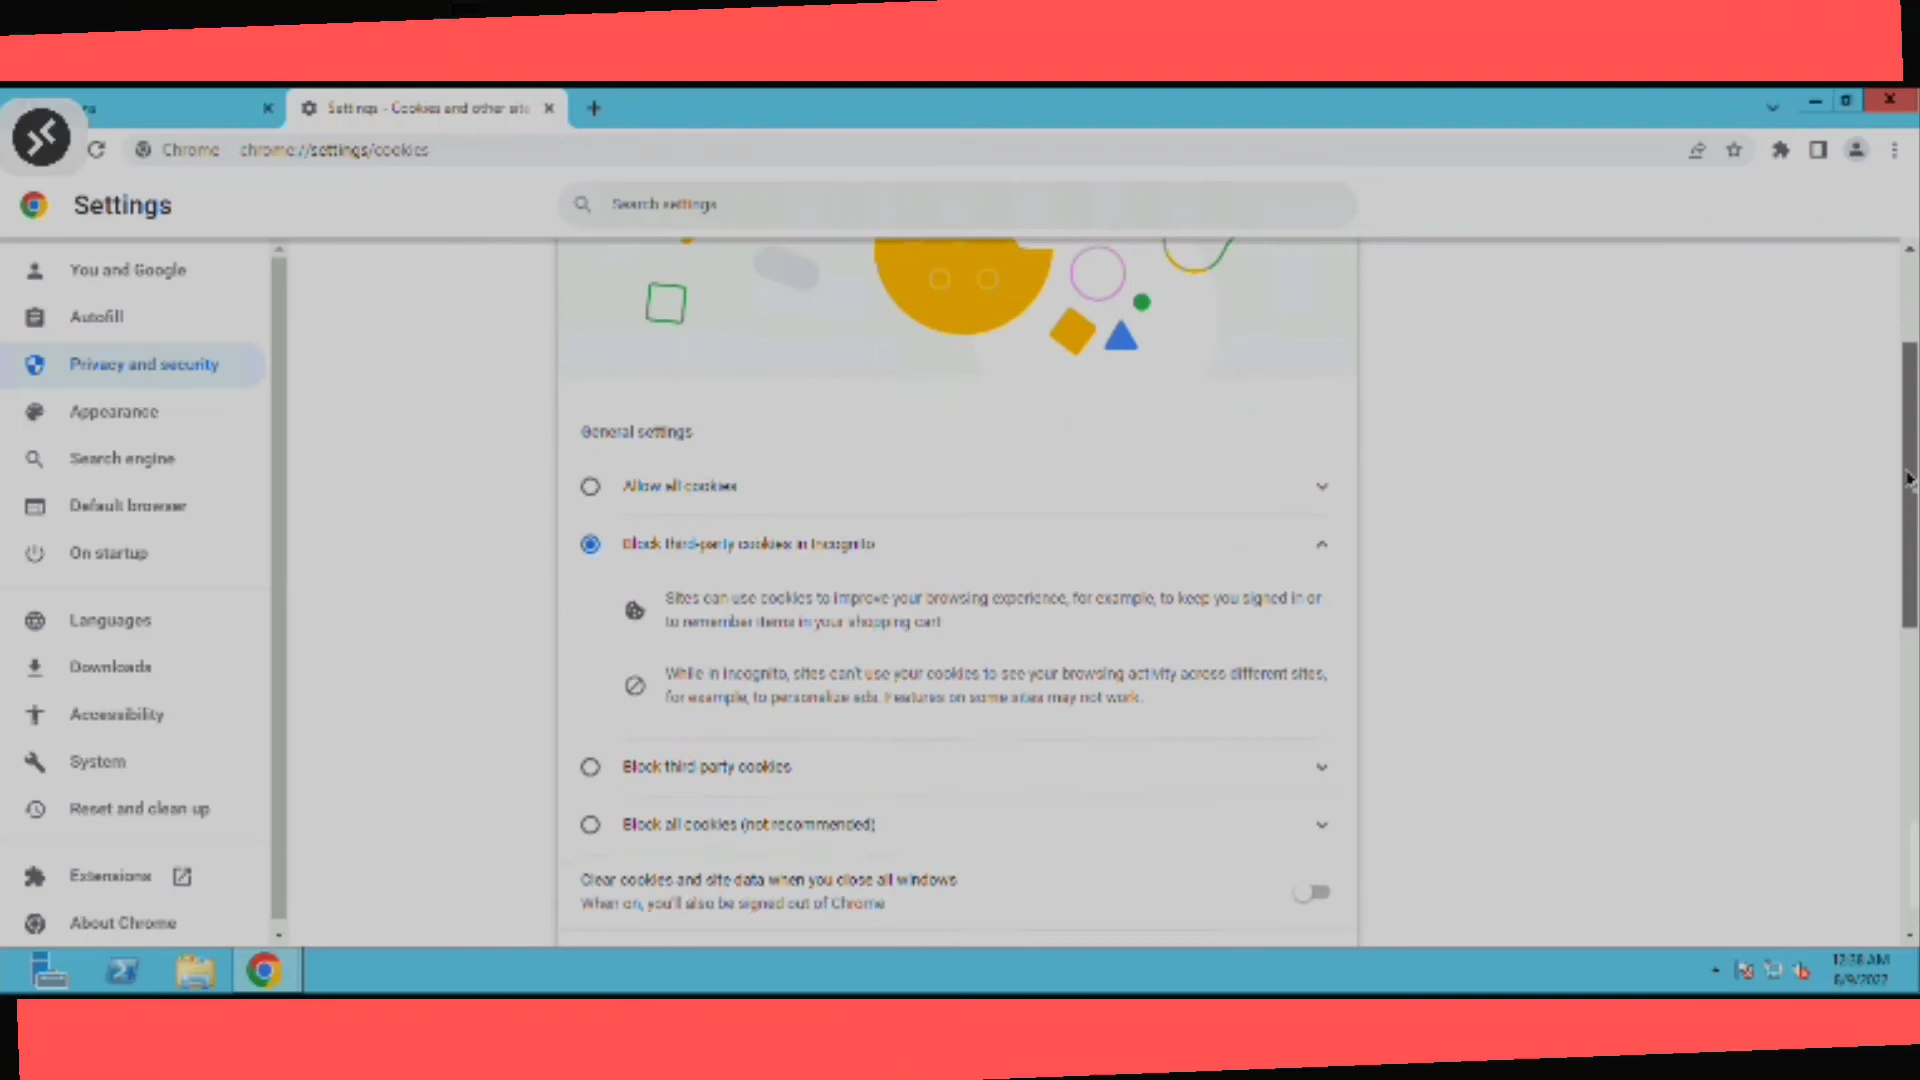 Settings - Cookies and other site
Chrome chrome://settings/cookies
Settings
Search settings
You and Google
Autofill
Privacy and security
Appearance
Search engine
Default browser
On startup
Languages
Downloads
Accessibility
System
Reset and clean up
Extensions
About Chrome
General settings
Allow all cookies
Block third-party cookies in Incognito
Sites can use cookies to improve your browsing experience, for example, to keep you signed in or
to remember items in your shopping cart
While in Incognito, sites can't use your cookies to see your browsing activity across different sites,
for example, to personalize ads. Features on some sites may not work.
Block third-party cookies
Block all cookies (not recommended)
Clear cookies and site data when you close all windows
When on, you'll also be signed out of Chrome
12:38 AM